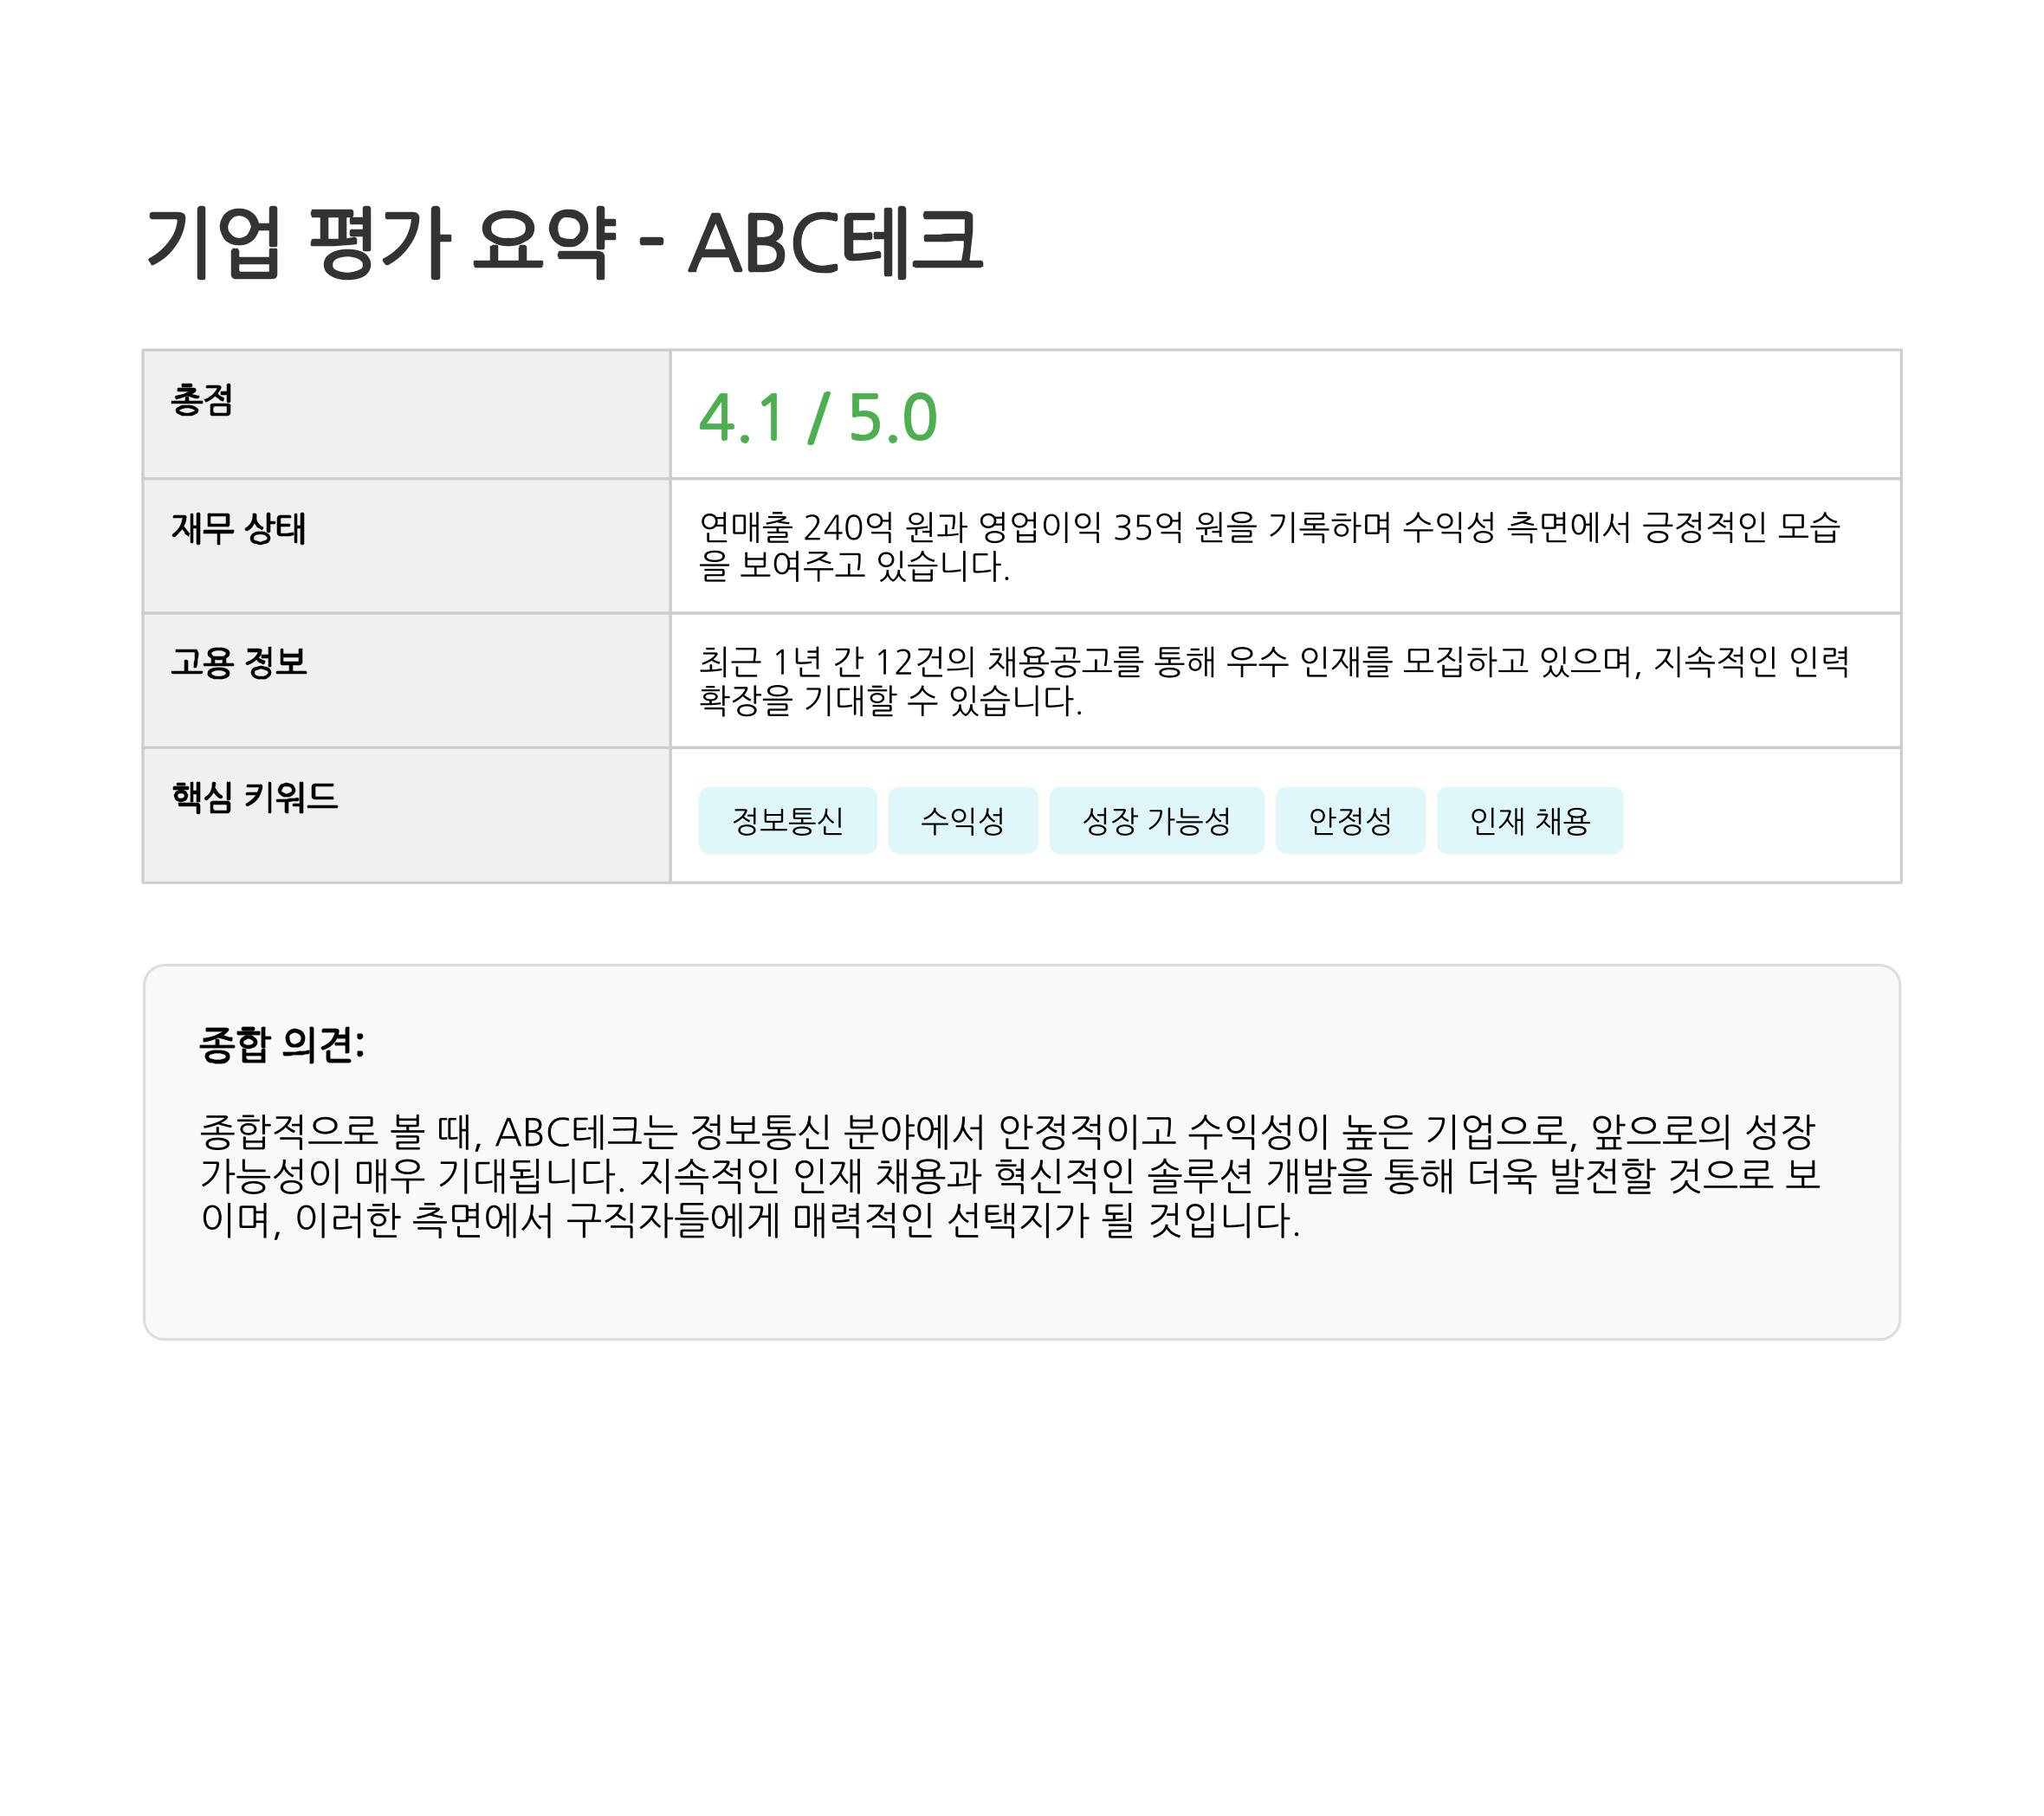 기업 평가 요약 - ABC테크
총점
4.1 / 5.0
재무 상태
연매출 240억 원과 영업이익 35억 원을 기록하며 수익성 측면에서 긍정적인 모습
을 보여주고 있습니다.
고용 정보
최근 1년 간 12건의 채용공고를 통해 우수 인재를 모집하고 있으며, 지속적인 인력
확장을 기대할 수 있습니다.
핵심 키워드
정보통신 수익성 성장 가능성 안정성 인재 채용
종합 의견:
종합적으로 볼 때, ABC테크는 정보통신 분야에서 안정적이고 수익성이 높은 기업으로, 앞으로의 성장
가능성이 매우 기대됩니다. 지속적인 인재 채용과 혁신적인 솔루션 개발을 통해 더욱 발전할 것으로 보
이며, 이러한 측면에서 구직자들에게 매력적인 선택지가 될 것입니다.